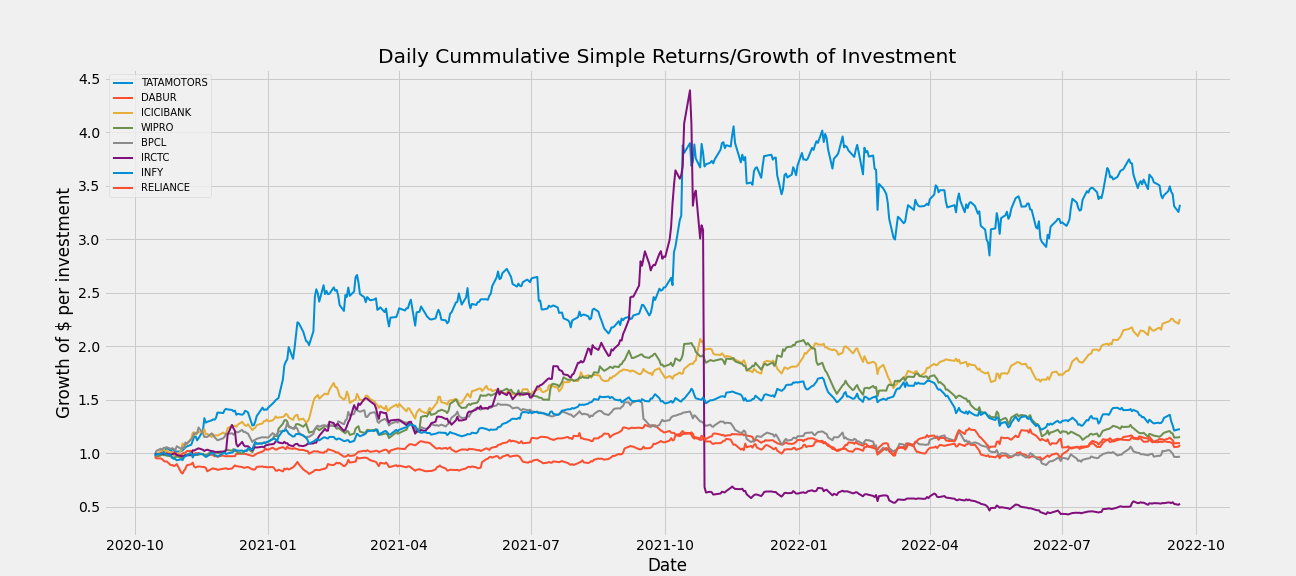 Daily Cummulative Simple Returns/Growth of Investment
Growth of $ per investment
4.5
4.0
3.5
3.0
2.5
2.0
1.5
1.0
0.5
TATAMOTORS
DABUR
ICICIBANK
WIPRO
BPCL
IRCTC
INFY
RELIANCE
2020-10 2021-01 2021-04 2021-07 2021-10 2022-01 2022-04 2022-07 2022-10
Date